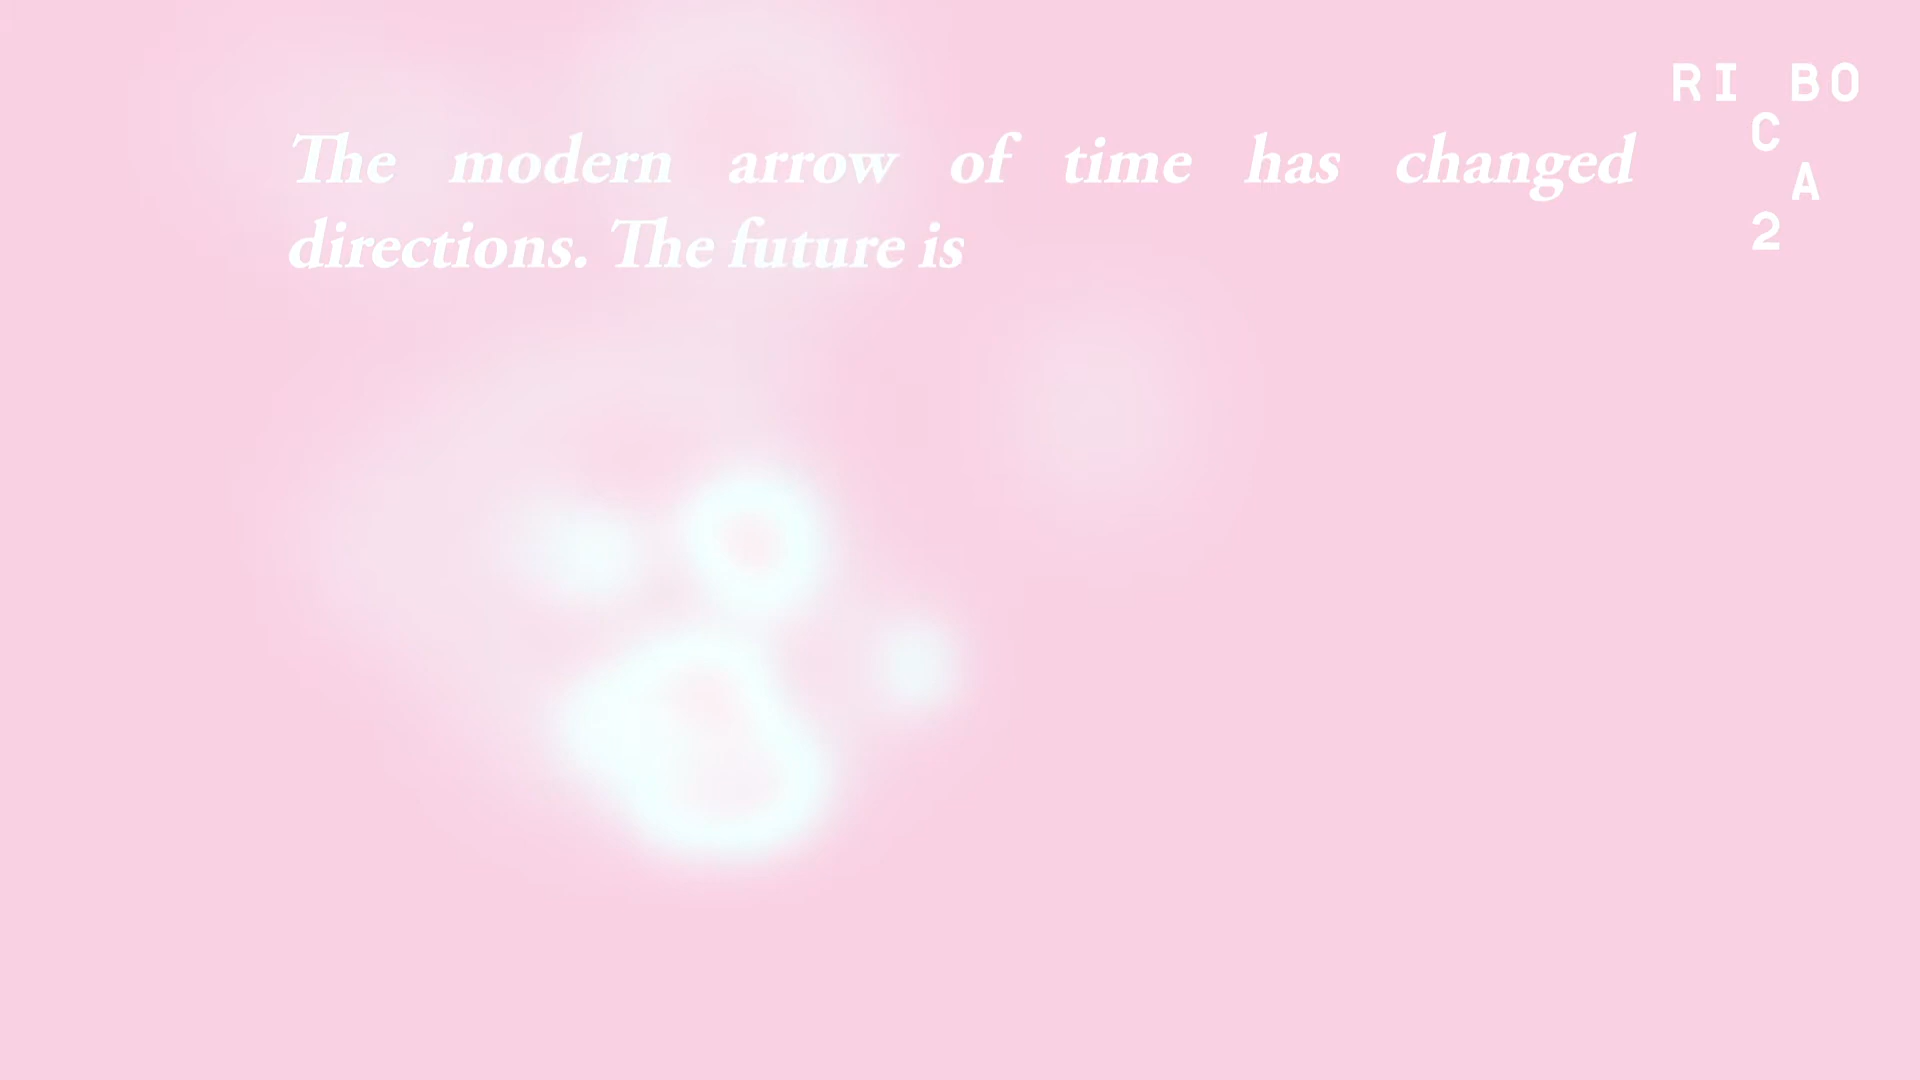 The modern arrow of time has changed
directions. The future is
RI BO
C
A
2